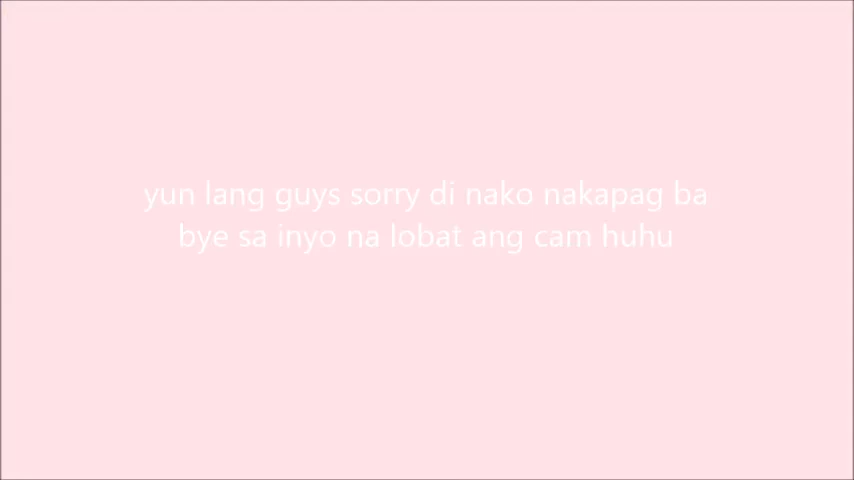 yun lang guys sorry di nako nakapag ba
bye sa inyo na lobat ang cam huhu